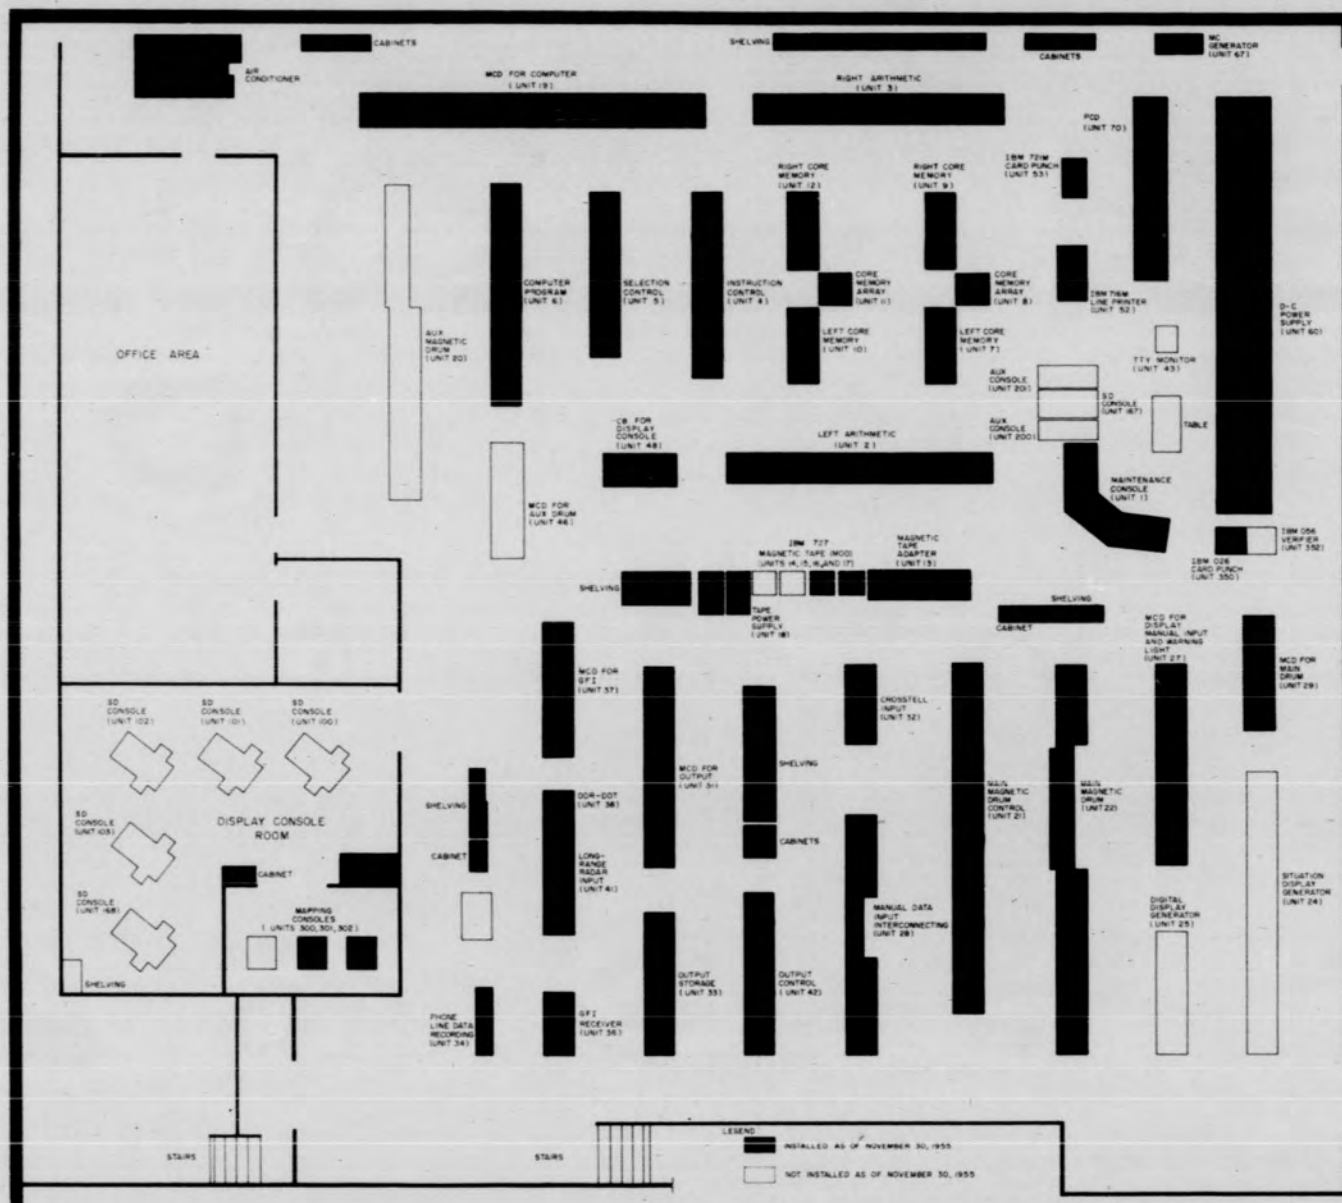 AIR
CONDITIONER
CABINETS
SHELVING
CABINETS
MC
GENERATOR
(UNIT 67)
MCD FOR COMPUTER
(UNIT 19)
RIGHT ARITHMETIC
(UNIT 3)
PCD
(UNIT 70)
IBM 721M
CARD PUNCH
(UNIT 53)
RIGHT CORE
MEMORY
(UNIT 12)
RIGHT CORE
MEMORY
(UNIT 9)
COMPUTER
PROGRAM
(UNIT 6)
SELECTION
CONTROL
(UNIT 5)
INSTRUCTION
CONTROL
(UNIT 4)
CORE
MEMORY
ARRAY
(UNIT 11)
CORE
MEMORY
ARRAY
(UNIT 8)
IBM 716M
LINE PRINTER
(UNIT 52)
D-C
POWER
SUPPLY
(UNIT 60)
OFFICE AREA
AUX
MAGNETIC
DRUM
(UNIT 20)
LEFT CORE
MEMORY
(UNIT 10)
LEFT CORE
MEMORY
(UNIT 7)
TTY MONITOR
(UNIT 43)
AUX
CONSOLE
(UNIT 201)
SD
CONSOLE
(UNIT 167)
AUX
CONSOLE
(UNIT 200)
TABLE
CB FOR
DISPLAY
CONSOLE
(UNIT 48)
LEFT ARITHMETIC
(UNIT 2)
MAINTENANCE
CONSOLE
(UNIT 1)
MCD FOR
AUX DRUM
(UNIT 46)
IBM 727
MAGNETIC TAPE (MOD)
(UNITS 14, 15, 16, AND 17)
MAGNETIC
TAPE
ADAPTER
(UNIT 13)
IBM 056
VERIFIER
(UNIT 352)
IBM 026
CARD PUNCH
(UNIT 350)
SHELVING
TAPE
POWER
SUPPLY
(UNIT 18)
SHELVING
CABINET
MCD FOR
DISPLAY
MANUAL INPUT
AND WARNING
LIGHT
(UNIT 27)
MCD FOR
MAIN
DRUM
(UNIT 29)
MCD FOR
GFI
(UNIT 37)
CROSSTELL
INPUT
(UNIT 32)
SD
CONSOLE
(UNIT 102)
SD
CONSOLE
(UNIT 101)
SD
CONSOLE
(UNIT 100)
MCD FOR
OUTPUT
(UNIT 31)
SHELVING
MAIN
MAGNETIC
DRUM
CONTROL
(UNIT 21)
MAIN
MAGNETIC
DRUM
(UNIT 22)
SHELVING
DDR-DDT
(UNIT 38)
SD
CONSOLE
(UNIT 103)
DISPLAY CONSOLE
ROOM
CABINET
CABINETS
LONG-
RANGE
RADAR
INPUT
(UNIT 41)
CABINET
SD
CONSOLE
(UNIT 168)
MAPPING
CONSOLES
(UNITS 300, 301, 302)
MANUAL DATA
INPUT
INTERCONNECTING
(UNIT 28)
DIGITAL
DISPLAY
GENERATOR
(UNIT 25)
SITUATION
DISPLAY
GENERATOR
(UNIT 24)
SHELVING
OUTPUT
STORAGE
(UNIT 33)
OUTPUT
CONTROL
(UNIT 42)
PHONE
LINE DATA
RECORDING
(UNIT 34)
GFI
RECEIVER
(UNIT 36)
STAIRS
STAIRS
LEGEND
INSTALLED AS OF NOVEMBER 30, 1955
NOT INSTALLED AS OF NOVEMBER 30, 1955